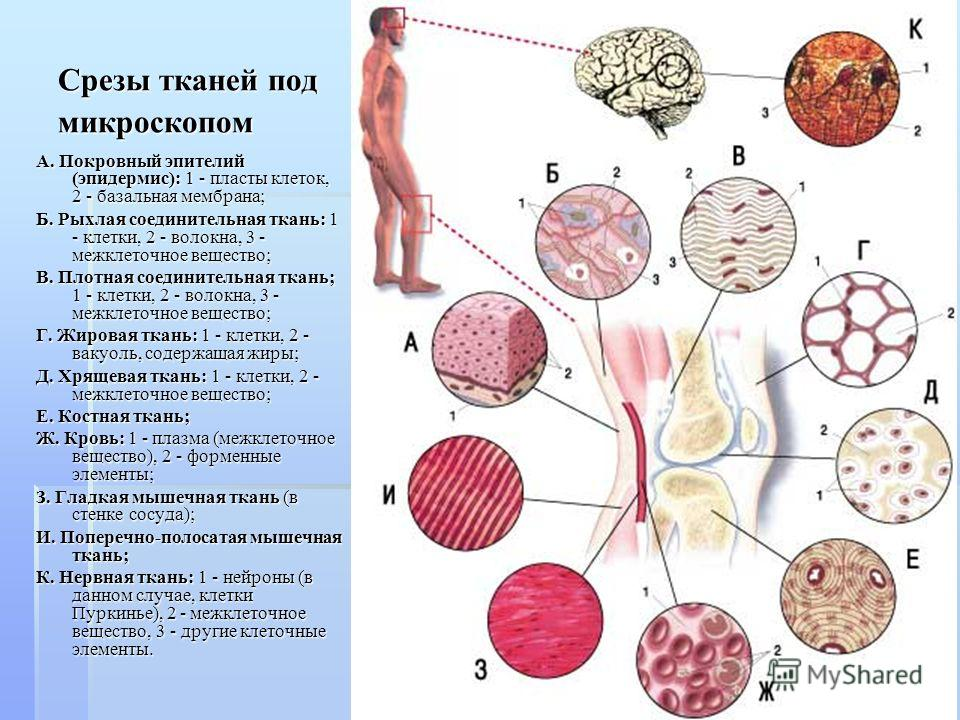 Срезы тканей под
микроскопом
А. Покровный эпителий
(эпидермис): 1 - пласты клеток,
2 - базальная мембрана;
Б. Рыхлая соединительная ткань: 1
- клетки, 2 - волокна, 3 -
межклеточное вещество;
В. Плотная соединительная ткань;
1 - клетки, 2 - волокна, 3 -
межклеточное вещество;
Г. Жировая ткань: 1 - клетки, 2 -
вакуоль, содержащая жиры;
Д. Хрящевая ткань: 1 - клетки, 2 -
межклеточное вещество;
Е. Костная ткань;
Ж. Кровь: 1 - плазма (межклеточное
вещество), 2 - форменные
элементы;
З. Гладкая мышечная ткань (в
стенке сосуда);
И. Поперечно-полосатая мышечная
ткань;
К. Нервная ткань: 1 - нейроны (в
данном случае, клетки
Пуркинье), 2 - межклеточное
вещество, 3 - другие клеточные
элементы.
К
1
2
3
Б
2
1
3
В
2
1
3
Г
1
2
А
2
1
Д
2
1
И
Е
З
1
2
Ж
MyShared